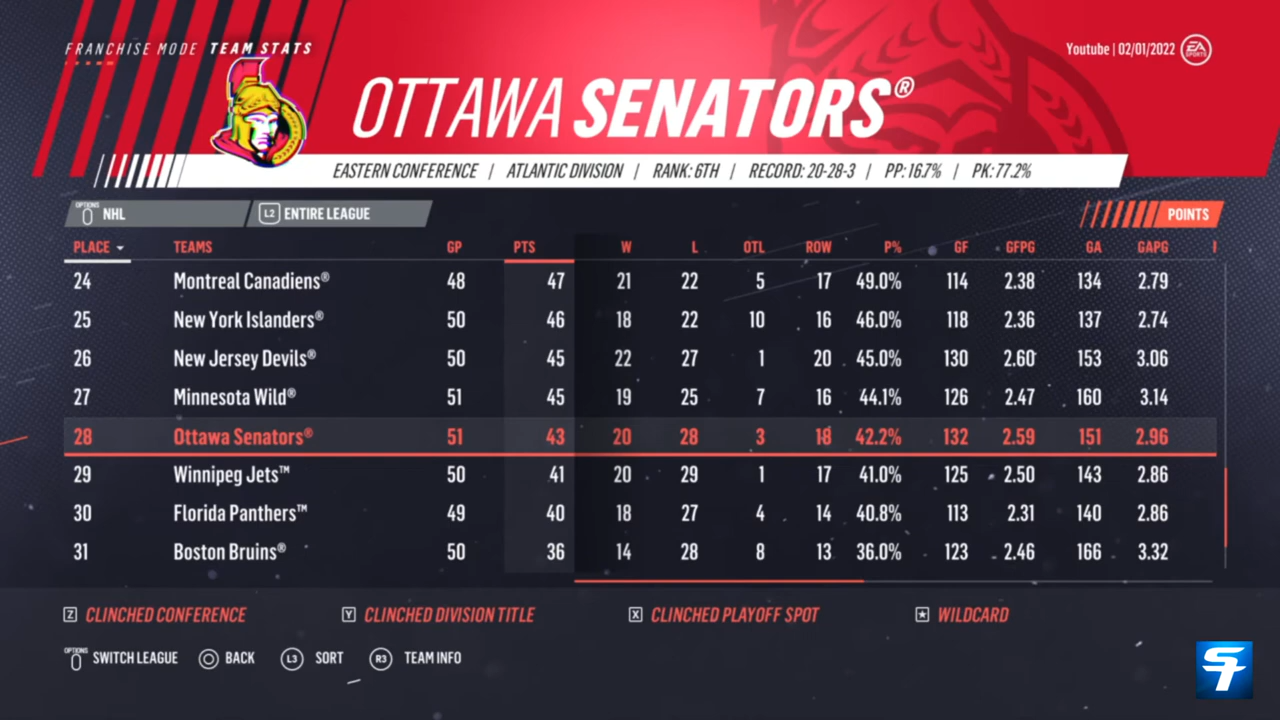 FRANCHISE MODE TEAM STATS
Youtube | 02/01/2022
EA SPORTS
OTTAWA SENATORS®
EASTERN CONFERENCE / ATLANTIC DIVISION / RANK: 6TH / RECORD: 20-28-3 / PP: 16.7% / PK: 77.2%
OPTIONS NHL L2 ENTIRE LEAGUE POINTS
PLACE TEAMS GP PTS W L OTL ROW P% GF GFPG GA GAPG
24 Montreal Canadiens® 48 47 21 22 5 17 49.0% 114 2.38 134 2.79
25 New York Islanders® 50 46 18 22 10 16 46.0% 118 2.36 137 2.74
26 New Jersey Devils® 50 45 22 27 1 20 45.0% 130 2.60 153 3.06
27 Minnesota Wild® 51 45 19 25 7 16 44.1% 126 2.47 160 3.14
28 Ottawa Senators® 51 43 20 28 3 18 42.2% 132 2.59 151 2.96
29 Winnipeg Jets™ 50 41 20 29 1 17 41.0% 125 2.50 143 2.86
30 Florida Panthers™ 49 40 18 27 4 14 40.8% 113 2.31 140 2.86
31 Boston Bruins® 50 36 14 28 8 13 36.0% 123 2.46 166 3.32
Z CLINCHED CONFERENCE Y CLINCHED DIVISION TITLE X CLINCHED PLAYOFF SPOT ★ WILDCARD
OPTIONS SWITCH LEAGUE BACK L3 SORT R3 TEAM INFO
ST